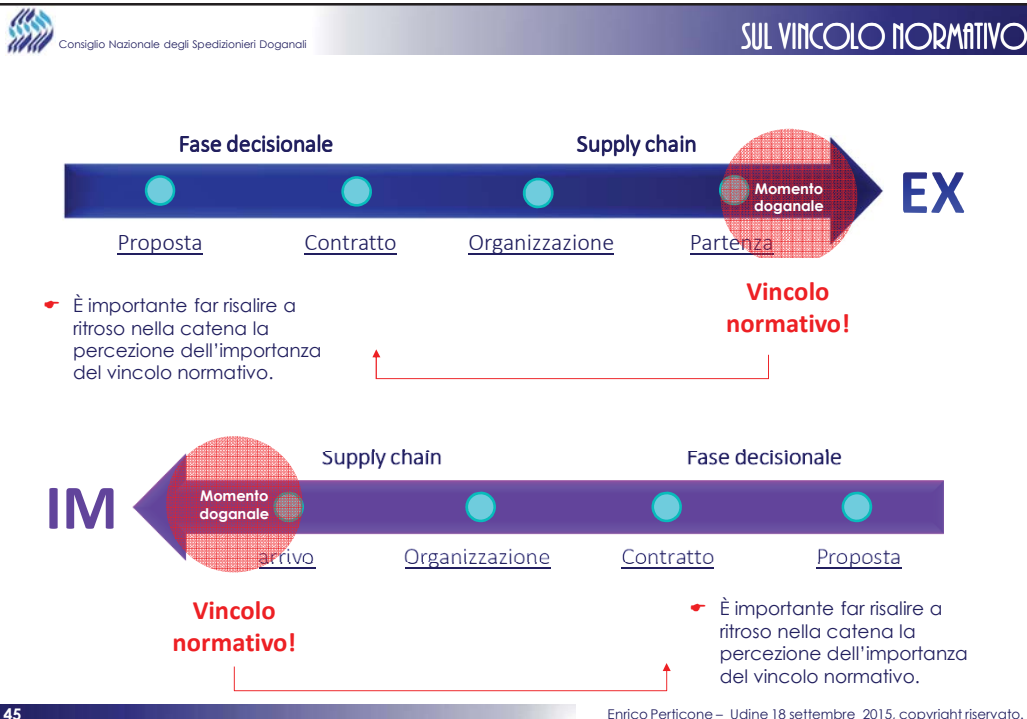 Consiglio Nazionale degli Spedizionieri Doganali
SUL VINCOLO NORMATIVO
Fase decisionale
Supply chain
Momento
doganale
EX
Proposta
Contratto
Organizzazione
Partenza
Vincolo
normativo!
È importante far risalire a
ritroso nella catena la
percezione dell'importanza
del vincolo normativo.
Supply chain
Fase decisionale
IM
Momento
doganale
arrivo
Organizzazione
Contratto
Proposta
Vincolo
normativo!
È importante far risalire a
ritroso nella catena la
percezione dell'importanza
del vincolo normativo.
45
Enrico Perticone – Udine 18 settembre 2015, copyright riservato.